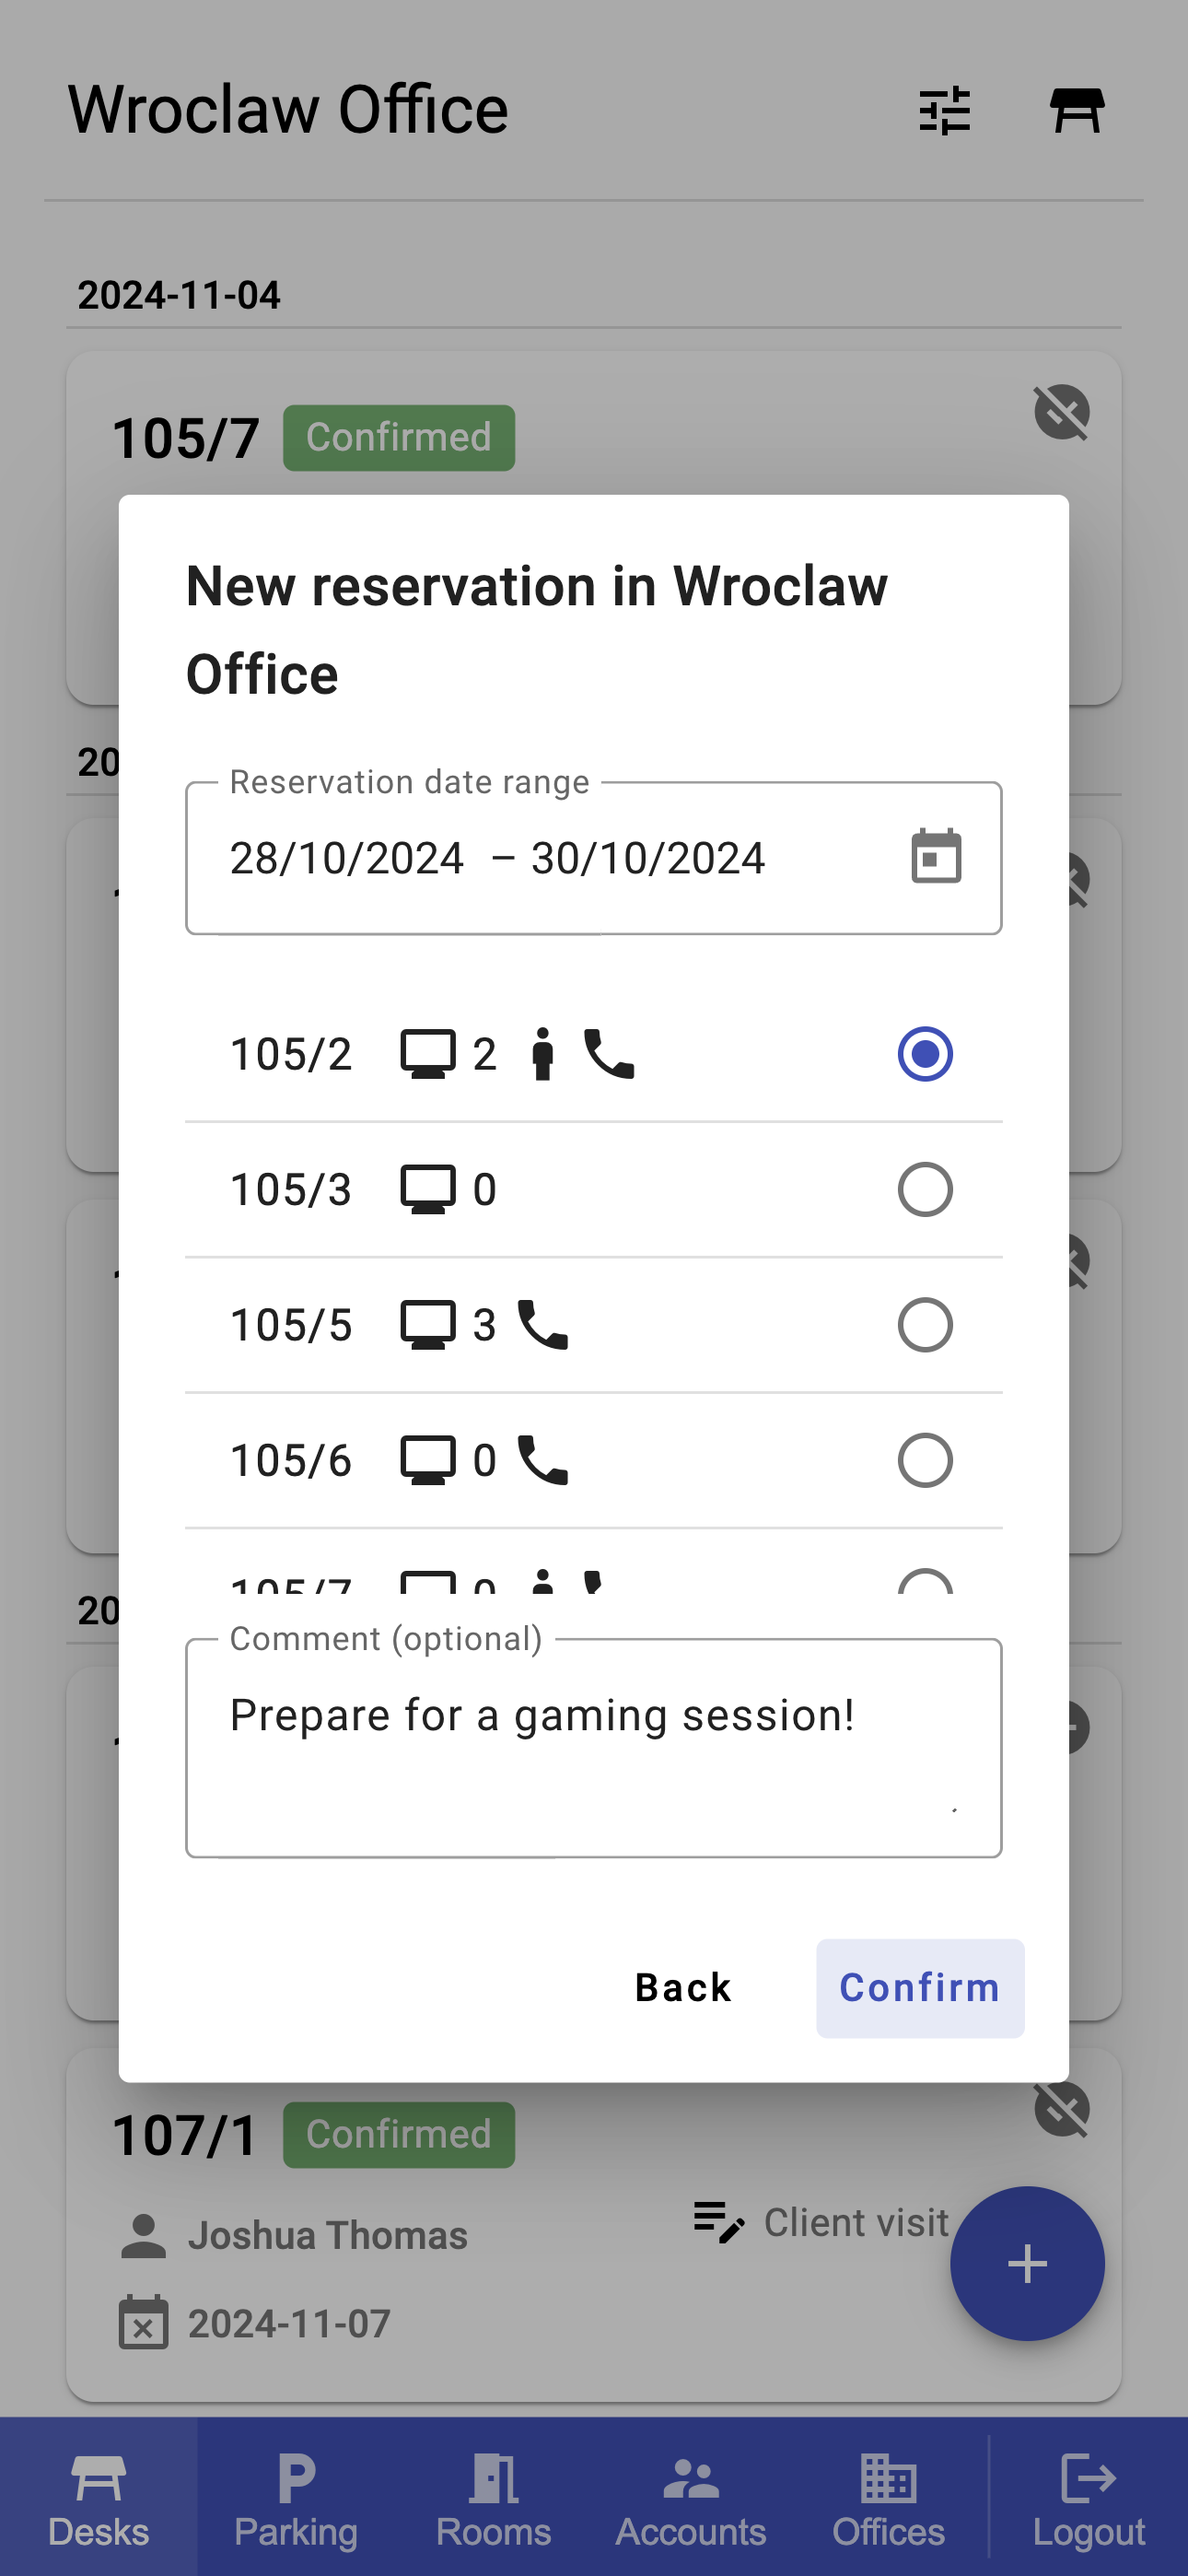 Wroclaw Office
2024-11-04
105/7 Confirmed
New reservation in Wroclaw
Office
20
Reservation date range
28/10/2024 – 30/10/2024
105/2 2
105/3 0
105/5 3
105/6 0
105/7 0
20
Comment (optional)
Prepare for a gaming session!
Back Confirm
107/1 Confirmed
Joshua Thomas Client visit
2024-11-07
Desks Parking Rooms Accounts Offices Logout